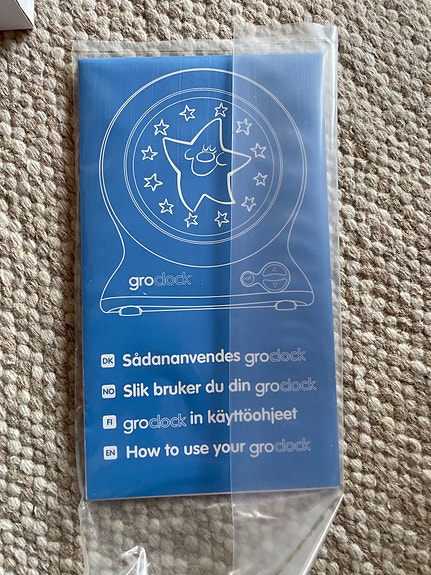 groclock
DK Sådananvendes groclock
NO Slik bruker du din groclock
FI groclock in käyttöohjeet
EN How to use your groclock